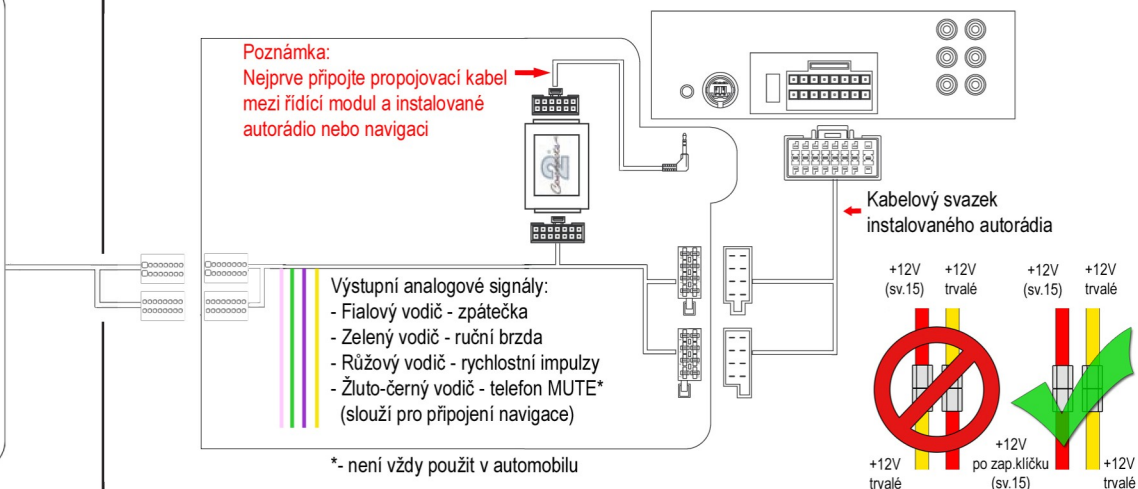 Poznámka:
Nejprve připojte propojovací kabel
mezi řídící modul a instalované
autorádio nebo navigaci
Connects2
Kabelový svazek
instalovaného autorádia
Výstupní analogové signály:
- Fialový vodič - zpátečka
- Zelený vodič - ruční brzda
- Růžový vodič - rychlostní impulzy
- Žluto-černý vodič - telefon MUTE*
(slouží pro připojení navigace)
*- není vždy použit v automobilu
+12V
(sv.15)
+12V
trvalé
+12V
(sv.15)
+12V
trvalé
+12V
trvalé
+12V
po zap.klíčku
(sv.15)
+12V
trvalé